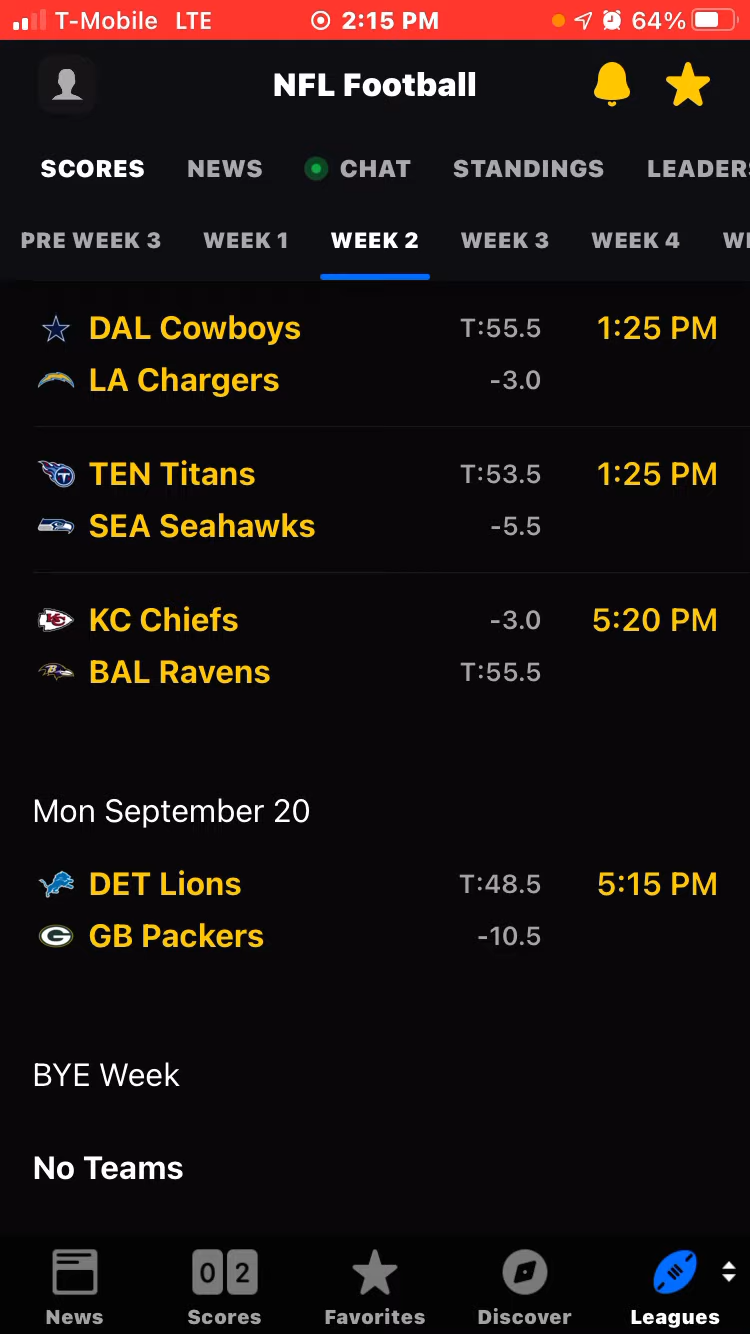 T-Mobile LTE 2:15 PM 64%
NFL Football
SCORES NEWS CHAT STANDINGS LEADERS
PRE WEEK 3 WEEK 1 WEEK 2 WEEK 3 WEEK 4
DAL Cowboys T:55.5 1:25 PM
LA Chargers -3.0
TEN Titans T:53.5 1:25 PM
SEA Seahawks -5.5
KC Chiefs -3.0 5:20 PM
BAL Ravens T:55.5
Mon September 20
DET Lions T:48.5 5:15 PM
GB Packers -10.5
BYE Week
No Teams
0 2
News Scores Favorites Discover Leagues